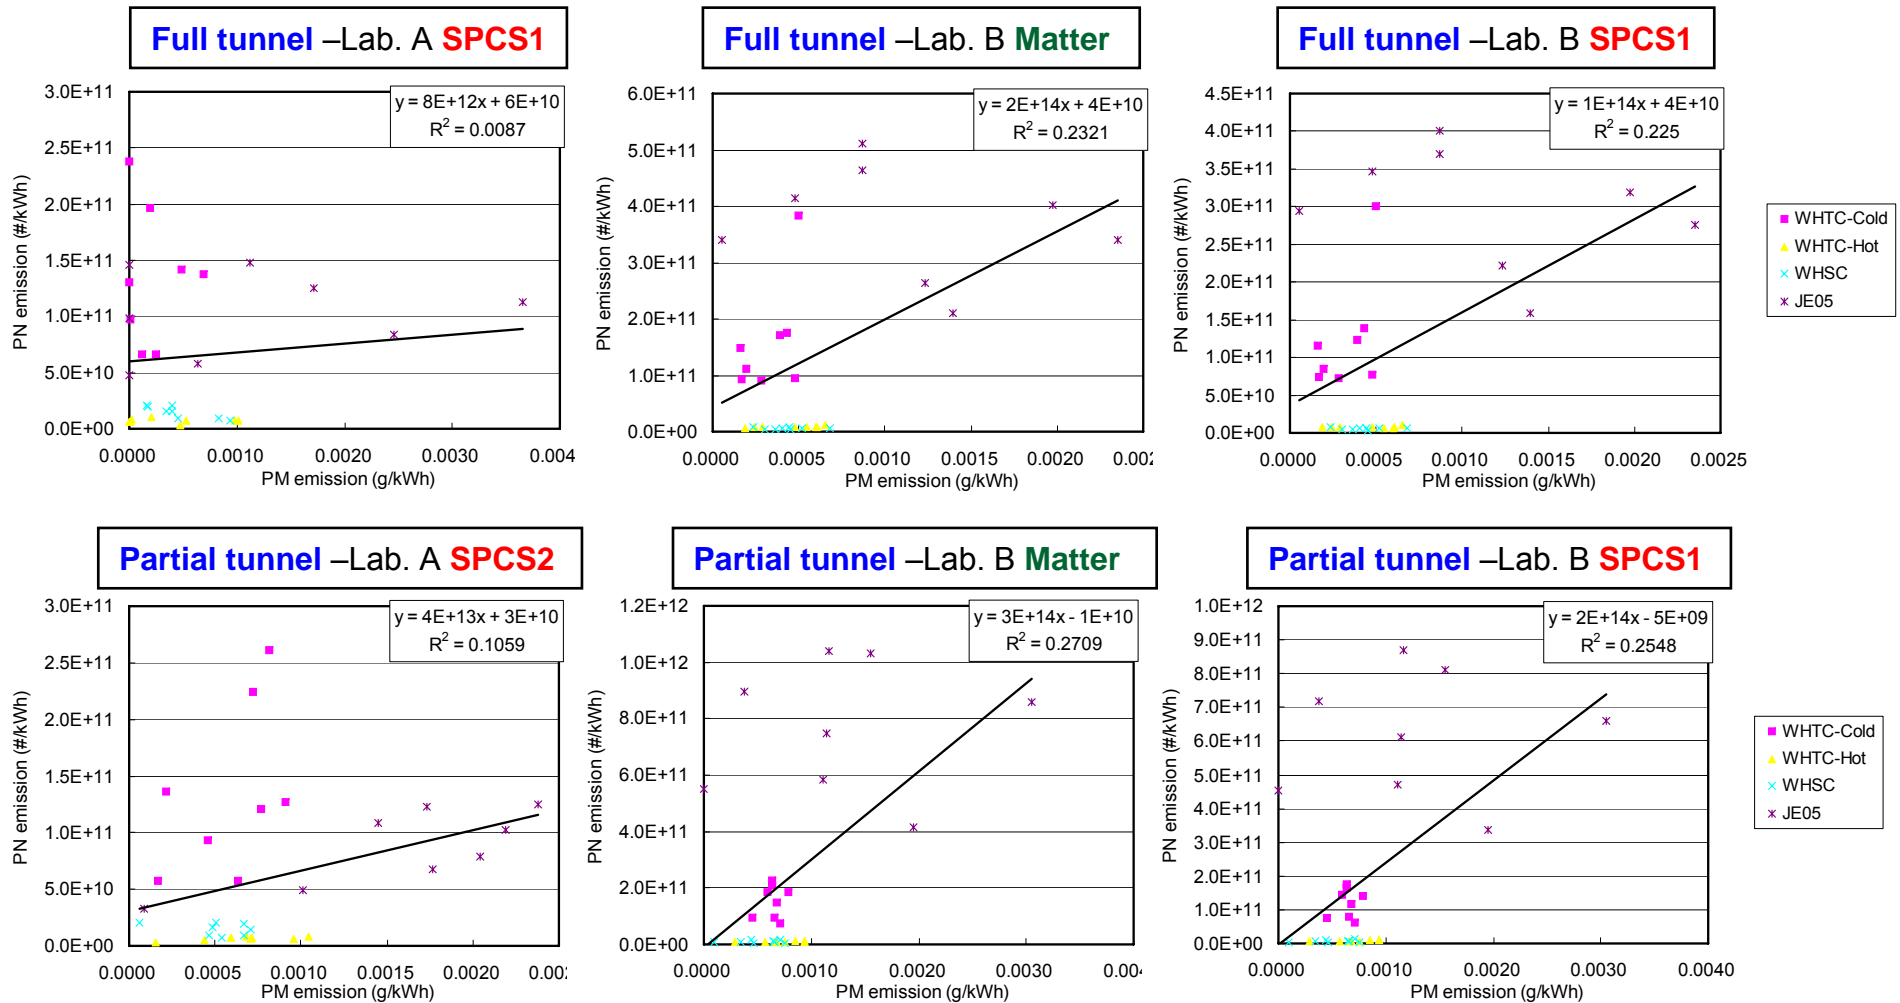 Full tunnel –Lab. A SPCS1
3.0E+11
2.5E+11
2.0E+11
1.5E+11
1.0E+11
5.0E+10
0.0E+00
PN emission (#/kWh)
y = 8E+12x + 6E+10
R² = 0.0087
0.0000 0.0010 0.0020 0.0030 0.004
PM emission (g/kWh)
Full tunnel –Lab. B Matter
6.0E+11
5.0E+11
4.0E+11
3.0E+11
2.0E+11
1.0E+11
0.0E+00
PN emission (#/kWh)
y = 2E+14x + 4E+10
R² = 0.2321
0.0000 0.0005 0.0010 0.0015 0.0020 0.002
PM emission (g/kWh)
Full tunnel –Lab. B SPCS1
4.5E+11
4.0E+11
3.5E+11
3.0E+11
2.5E+11
2.0E+11
1.5E+11
1.0E+11
5.0E+10
0.0E+00
PN emission (#/kWh)
y = 1E+14x + 4E+10
R² = 0.225
0.0000 0.0005 0.0010 0.0015 0.0020 0.0025
PM emission (g/kWh)
WHTC-Cold
WHTC-Hot
WHSC
JE05
Partial tunnel –Lab. A SPCS2
3.0E+11
2.5E+11
2.0E+11
1.5E+11
1.0E+11
5.0E+10
0.0E+00
PN emission (#/kWh)
y = 4E+13x + 3E+10
R² = 0.1059
0.0000 0.0005 0.0010 0.0015 0.0020 0.002
PM emission (g/kWh)
Partial tunnel –Lab. B Matter
1.2E+12
1.0E+12
8.0E+11
6.0E+11
4.0E+11
2.0E+11
0.0E+00
PN emission (#/kWh)
y = 3E+14x - 1E+10
R² = 0.2709
0.0000 0.0010 0.0020 0.0030 0.004
PM emission (g/kWh)
Partial tunnel –Lab. B SPCS1
1.0E+12
9.0E+11
8.0E+11
7.0E+11
6.0E+11
5.0E+11
4.0E+11
3.0E+11
2.0E+11
1.0E+11
0.0E+00
PN emission (#/kWh)
y = 2E+14x - 5E+09
R² = 0.2548
0.0000 0.0010 0.0020 0.0030 0.0040
PM emission (g/kWh)
WHTC-Cold
WHTC-Hot
WHSC
JE05